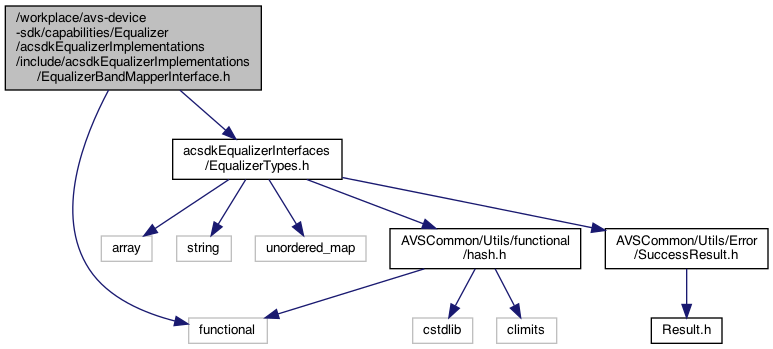 /workplace/avs-device
-sdk/capabilities/Equalizer
/acsdkEqualizerImplementations
/include/acsdkEqualizerImplementations
/EqualizerBandMapperInterface.h
acsdkEqualizerInterfaces
/EqualizerTypes.h
array
string
unordered_map
AVSCommon/Utils/functional
/hash.h
AVSCommon/Utils/Error
/SuccessResult.h
functional
cstdlib
climits
Result.h